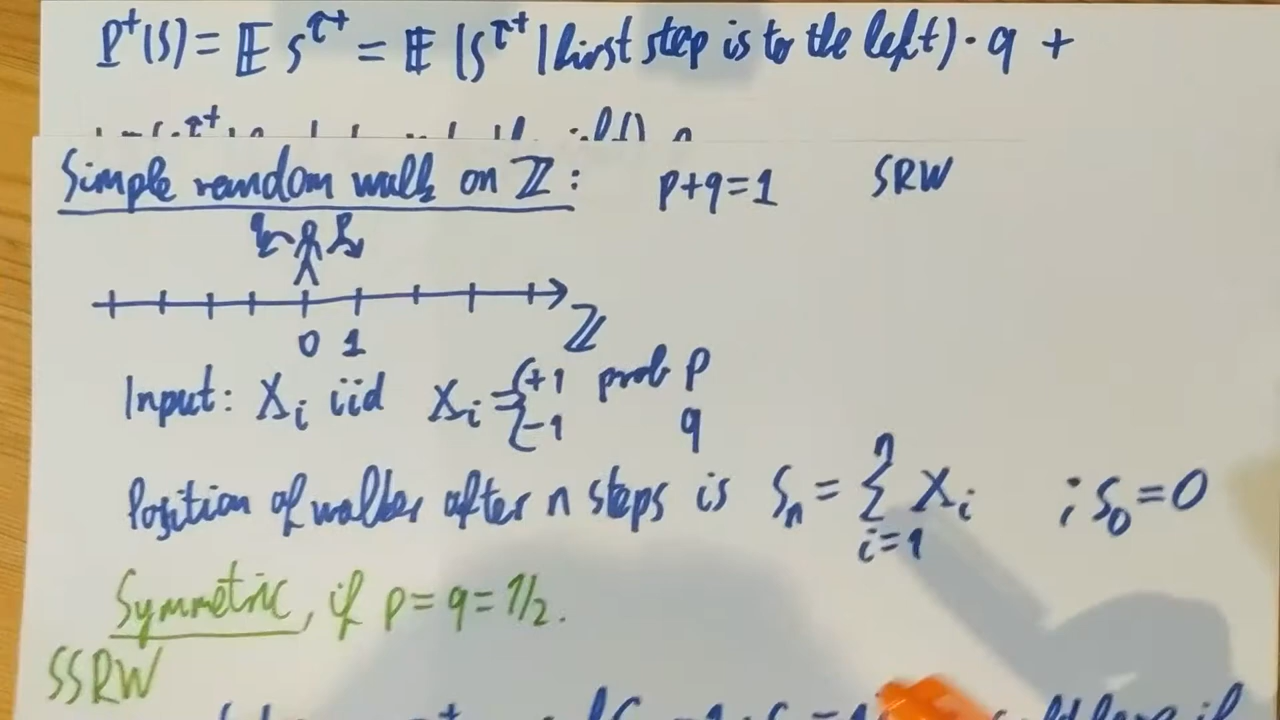 P⁺(s) = 𝔼 s^{τ⁺} = 𝔼 (s^{τ⁺} | first step is to the left) · q +
Simple random walk on ℤ: p+q=1 SRW
0 1 ℤ
Input: X_i iid X_i = { +1 prob p
-1 q
Position of walker after n steps is S_n = Σ_{i=1}^{n} X_i ; S_0 = 0
Symmetric, if p = q = 1/2.
SSRW